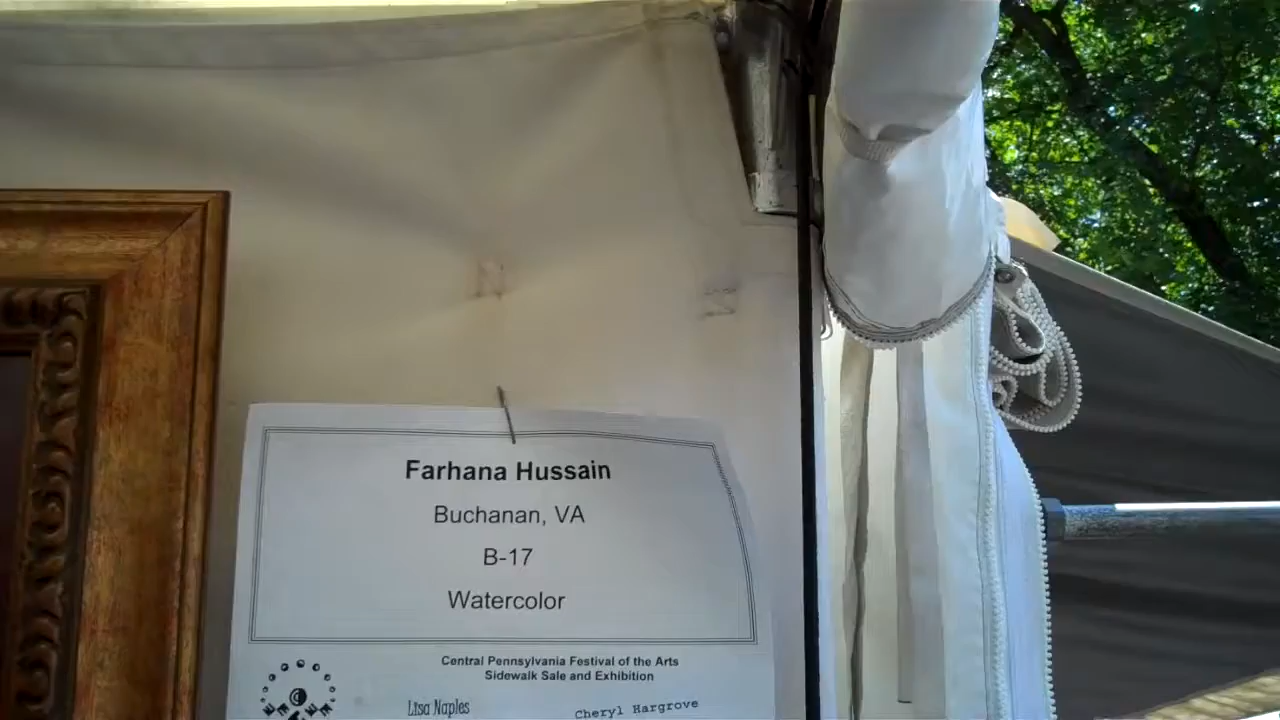 Farhana Hussain
Buchanan, VA
B-17
Watercolor
Central Pennsylvania Festival of the Arts
Sidewalk Sale and Exhibition
Lisa Naples
Cheryl Hargrove